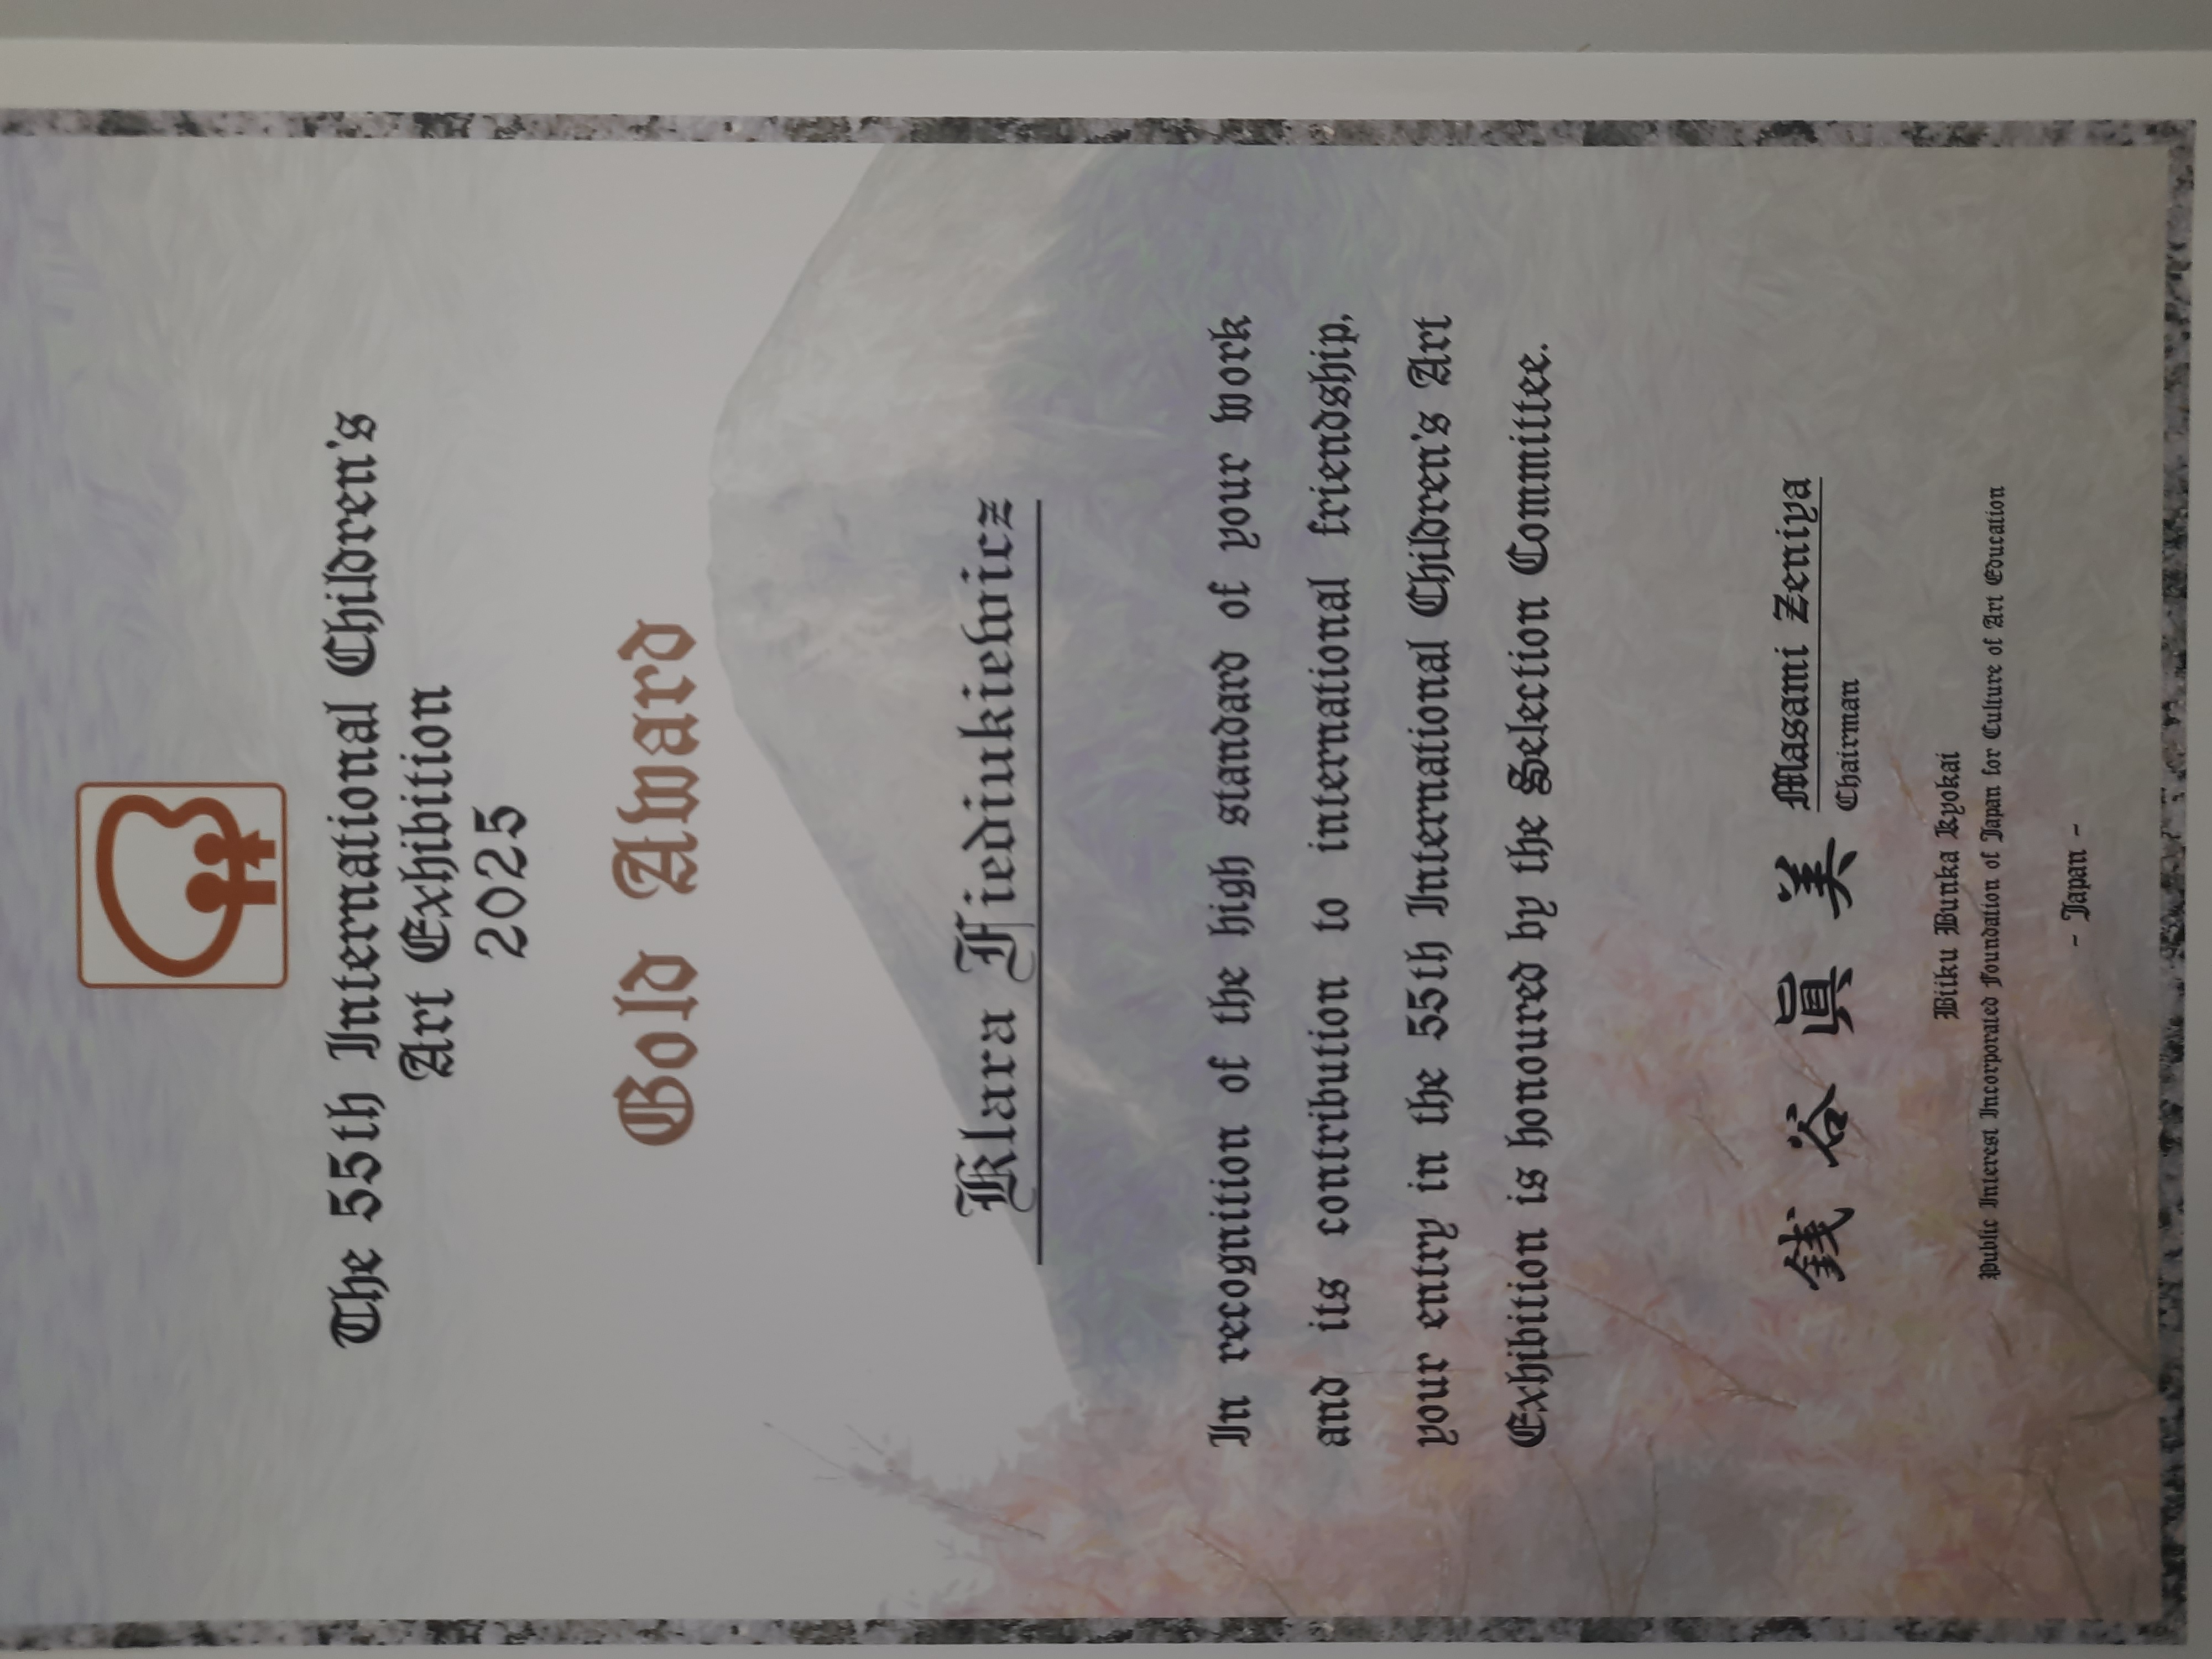 The 55th International Children's
Art Exhibition
2025
Gold Award
Klara Fiediukiewicz
In recognition of the high standard of your work
and its contribution to international friendship,
your entry in the 55th International Children's Art
Exhibition is honoured by the Selection Committee.
銭谷眞美 Masami Zeniya
Chairman
Biiku Bunka Kyokai
Public Interest Incorporated Foundation of Japan for Culture of Art Education
- Japan -